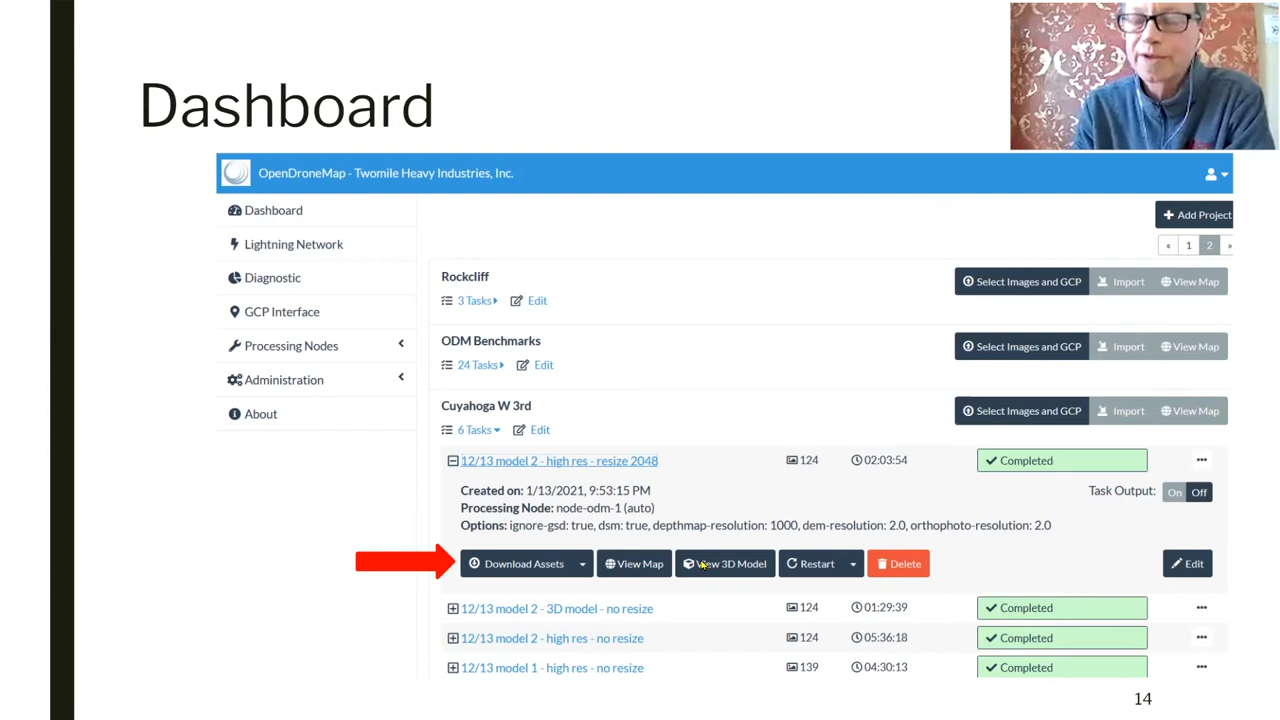 Dashboard
OpenDroneMap - Twomile Heavy Industries, Inc.
Dashboard
Lightning Network
Diagnostic
GCP Interface
Processing Nodes
Administration
About
Add Project
« 1 2 »
Rockcliff
Select Images and GCP Import View Map
3 Tasks Edit
ODM Benchmarks
Select Images and GCP Import View Map
24 Tasks Edit
Cuyahoga W 3rd
Select Images and GCP Import View Map
6 Tasks Edit
12/13 model 2 - high res - resize 2048 124 02:03:54 Completed
Created on: 1/13/2021, 9:53:15 PM Task Output: On Off
Processing Node: node-odm-1 (auto)
Options: ignore-gsd: true, dsm: true, depthmap-resolution: 1000, dem-resolution: 2.0, orthophoto-resolution: 2.0
Download Assets View Map View 3D Model Restart Delete Edit
12/13 model 2 - 3D model - no resize 124 01:29:39 Completed
12/13 model 2 - high res - no resize 124 05:36:18 Completed
12/13 model 1 - high res - no resize 139 04:30:13 Completed
14